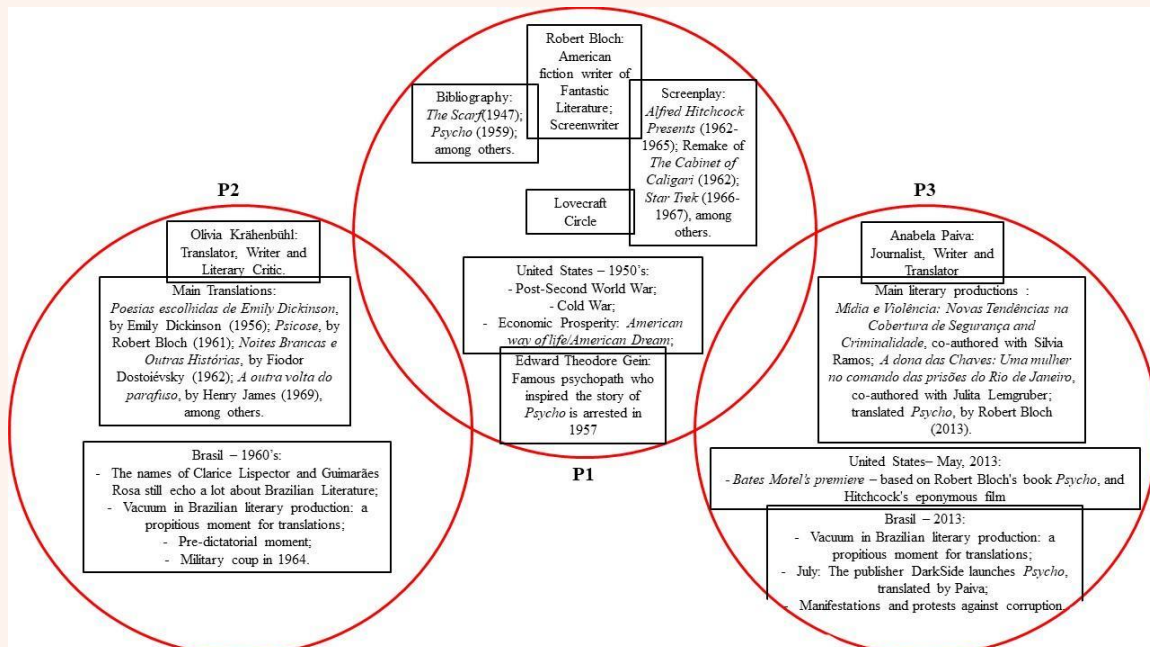 Robert Bloch:
American
fiction writer of
Fantastic
Literature;
Screenwriter
Bibliography:
The Scarf(1947);
Psycho (1959);
among others.
Screenplay:
Alfred Hitchcock
Presents (1962-
1965); Remake of
The Cabinet of
Caligari (1962);
Star Trek (1966-
1967), among
others.
Lovecraft
Circle
United States – 1950's:
- Post-Second World War;
- Cold War;
- Economic Prosperity: American
way of life/American Dream;
Edward Theodore Gein:
Famous psychopath who
inspired the story of
Psycho is arrested in
1957
P1
P2
Olívia Krähenbühl:
Translator, Writer and
Literary Critic.
Main Translations:
Poesias escolhidas de Emily Dickinson,
by Emily Dickinson (1956); Psicose, by
Robert Bloch (1961); Noites Brancas e
Outras Histórias, by Fiodor
Dostoiévsky (1962); A outra volta do
parafuso, by Henry James (1969),
among others.
Brasil – 1960's:
- The names of Clarice Lispector and Guimarães
Rosa still echo a lot about Brazilian Literature;
- Vacuum in Brazilian literary production: a
propitious moment for translations;
- Pre-dictatorial moment;
- Military coup in 1964.
P3
Anabela Paiva:
Journalist, Writer and
Translator
Main literary productions :
Mídia e Violência: Novas Tendências na
Cobertura de Segurança and
Criminalidade, co-authored with Silvia
Ramos; A dona das Chaves: Uma mulher
no comando das prisões do Rio de Janeiro,
co-authored with Julita Lemgruber;
translated Psycho, by Robert Bloch
(2013).
United States– May, 2013:
- Bates Motel's premiere – based on Robert Bloch's book Psycho, and
Hitchcock's eponymous film
Brasil – 2013:
- Vacuum in Brazilian literary production: a
propitious moment for translations;
- July: The publisher DarkSide launches Psycho,
translated by Paiva;
- Manifestations and protests against corruption.